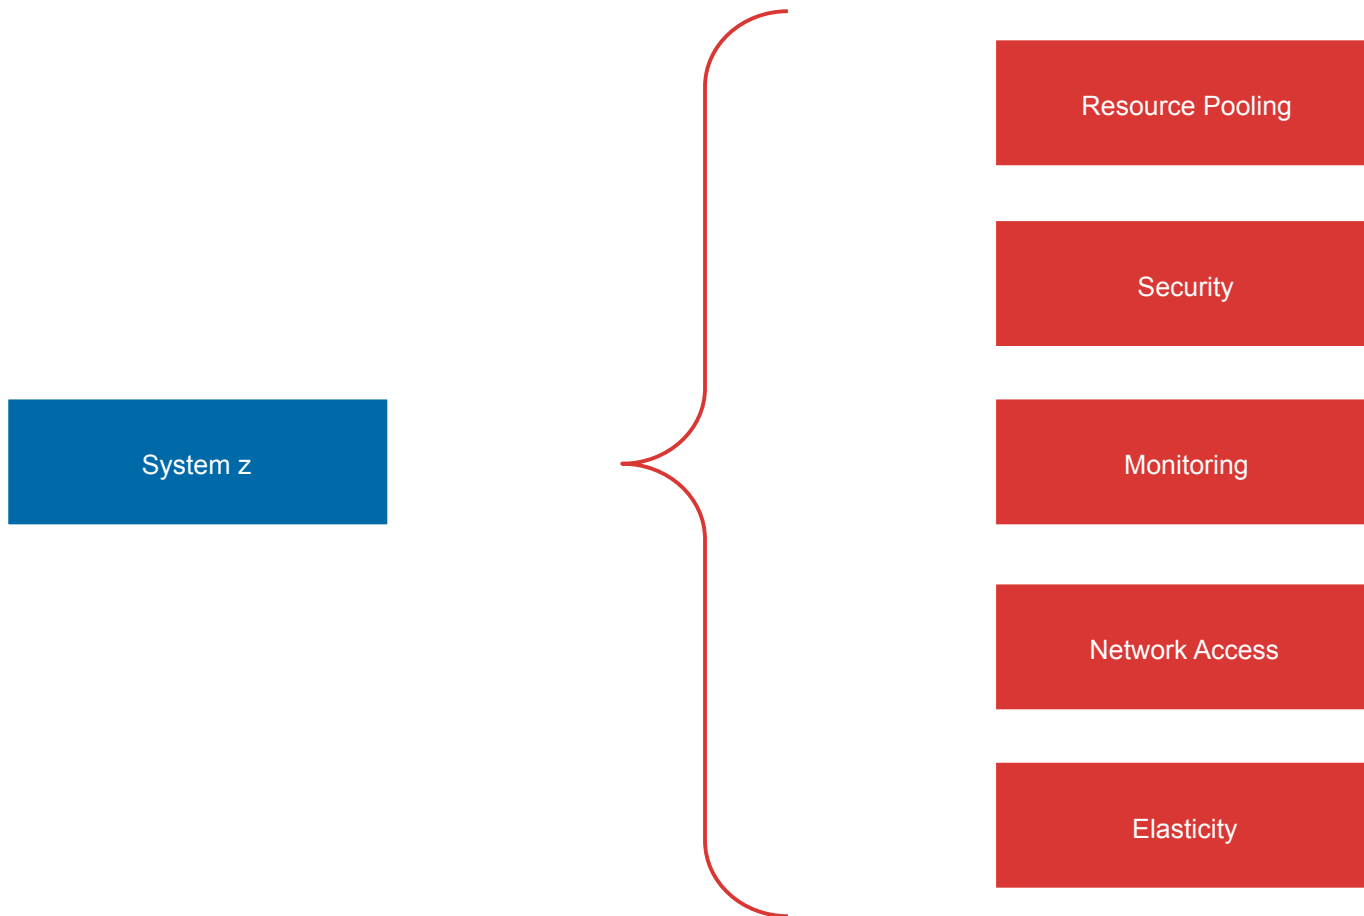 Resource Pooling
Security
System z
Monitoring
Network Access
Elasticity